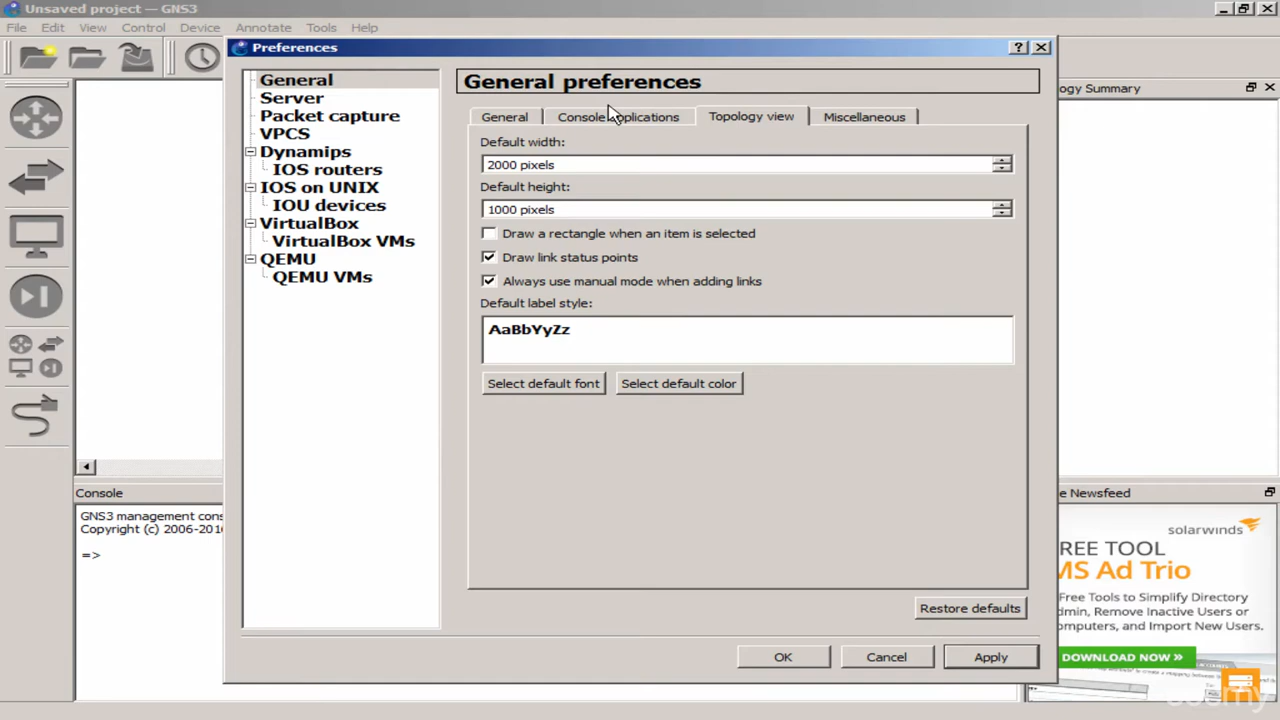 Unsaved project — GNS3
File Edit View Control Device Annotate Tools Help
Preferences
General
Server
Packet capture
VPCS
Dynamips
IOS routers
IOS on UNIX
IOU devices
VirtualBox
VirtualBox VMs
QEMU
QEMU VMs
General preferences
General
Console applications
Topology view
Miscellaneous
Default width:
2000 pixels
Default height:
1000 pixels
Draw a rectangle when an item is selected
Draw link status points
Always use manual mode when adding links
Default label style:
AaBbYyZz
Select default font
Select default color
Restore defaults
OK
Cancel
Apply
ology Summary
Console
GNS3 management cons
Copyright (c) 2006-201
=>
e Newsfeed
solarwinds
REE TOOL
MS Ad Trio
Free Tools to Simplify Directory
dmin, Remove Inactive Users or
omputers, and Import New Users.
DOWNLOAD NOW »